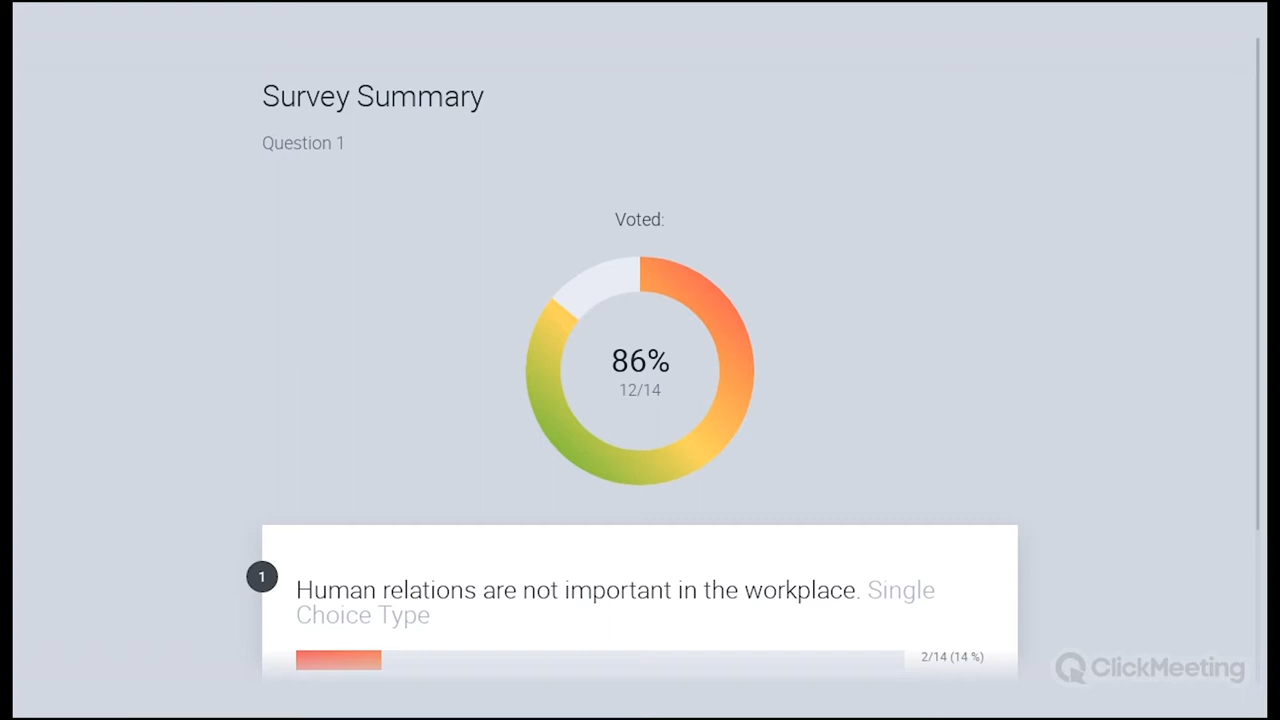 Survey Summary
Question 1
Voted:
86%
12/14
1
Human relations are not important in the workplace. Single
Choice Type
2/14 (14 %)
ClickMeeting